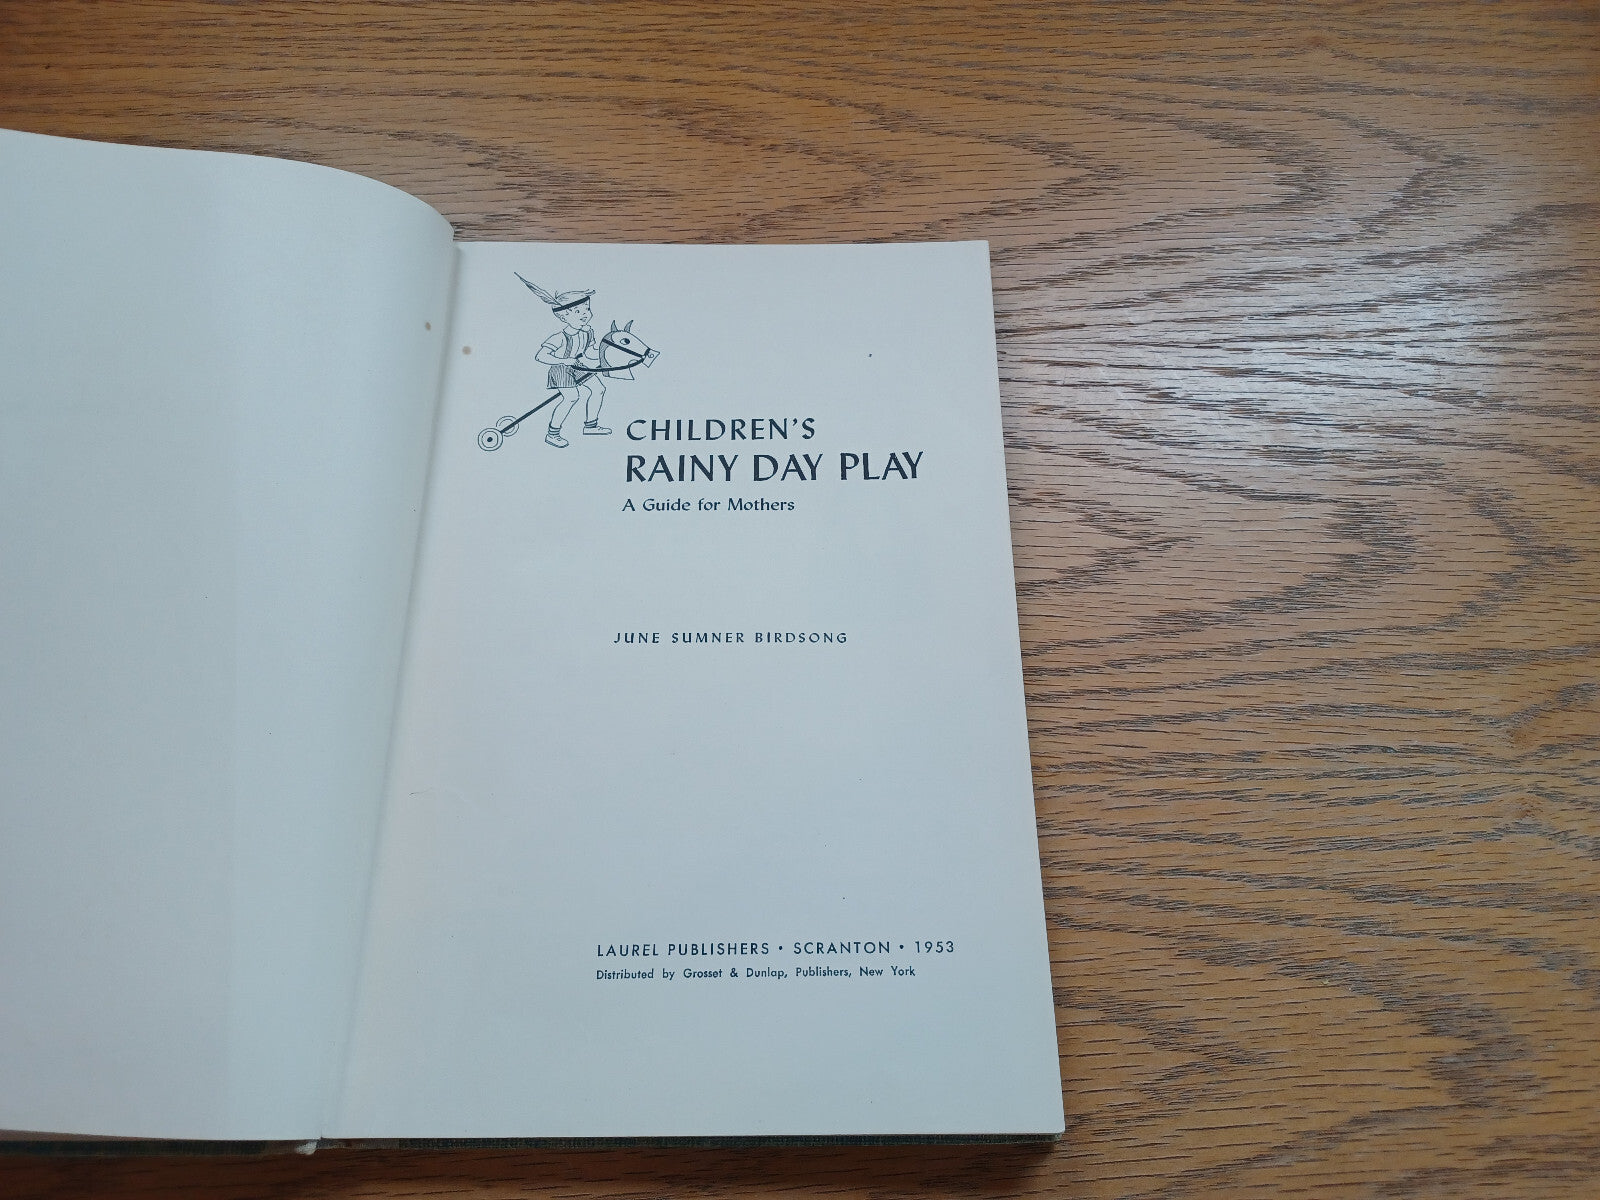 CHILDREN'S
RAINY DAY PLAY
A Guide for Mothers
JUNE SUMNER BIRDSONG
LAUREL PUBLISHERS • SCRANTON • 1953
Distributed by Grosset & Dunlap, Publishers, New York